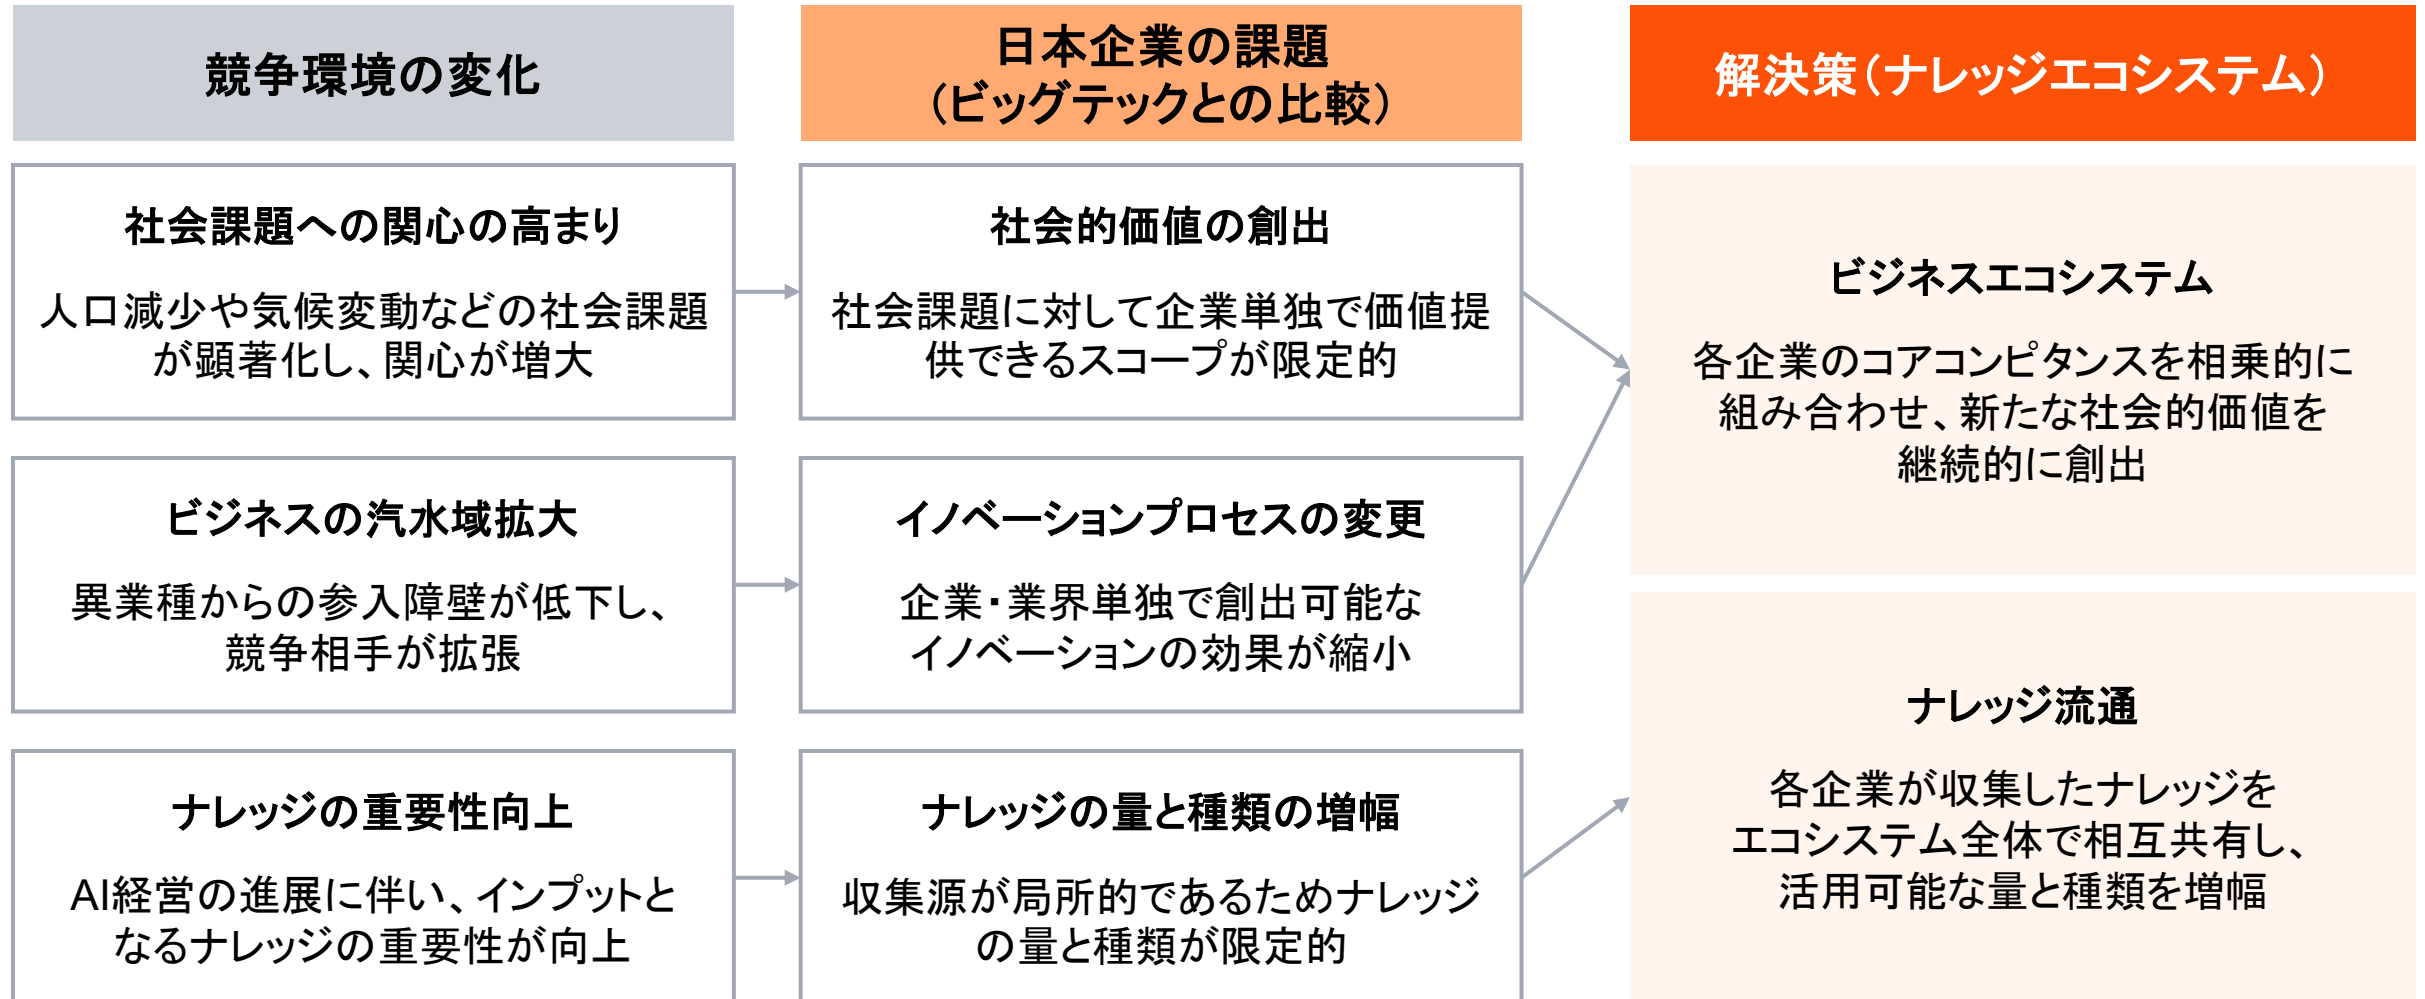 競争環境の変化
日本企業の課題
（ビッグテックとの比較）
解決策（ナレッジエコシステム）
社会課題への関心の高まり
人口減少や気候変動などの社会課題
が顕著化し、関心が増大
社会的価値の創出
社会課題に対して企業単独で価値提
供できるスコープが限定的
ビジネスの汽水域拡大
異業種からの参入障壁が低下し、
競争相手が拡張
イノベーションプロセスの変更
企業・業界単独で創出可能な
イノベーションの効果が縮小
ナレッジの重要性向上
AI経営の進展に伴い、インプットと
なるナレッジの重要性が向上
ナレッジの量と種類の増幅
収集源が局所的であるためナレッジ
の量と種類が限定的
ビジネスエコシステム
各企業のコアコンピタンスを相乗的に
組み合わせ、新たな社会的価値を
継続的に創出
ナレッジ流通
各企業が収集したナレッジを
エコシステム全体で相互共有し、
活用可能な量と種類を増幅